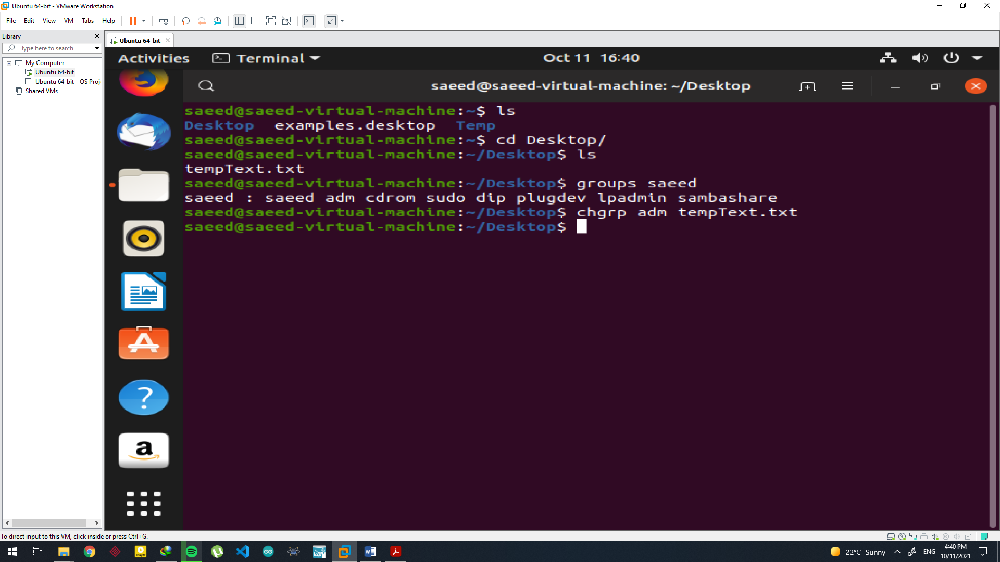 Ubuntu 64-bit - VMware Workstation
File Edit View VM Tabs Help
Library
Type here to search
My Computer
Ubuntu 64-bit
Ubuntu 64-bit - OS Proj
Shared VMs
Ubuntu 64-bit
Activities Terminal Oct 11 16:40
saeed@saeed-virtual-machine: ~/Desktop
saeed@saeed-virtual-machine:~$ ls
Desktop examples.desktop Temp
saeed@saeed-virtual-machine:~$ cd Desktop/
saeed@saeed-virtual-machine:~/Desktop$ ls
tempText.txt
saeed@saeed-virtual-machine:~/Desktop$ groups saeed
saeed : saeed adm cdrom sudo dip plugdev lpadmin sambashare
saeed@saeed-virtual-machine:~/Desktop$ chgrp adm tempText.txt
saeed@saeed-virtual-machine:~/Desktop$
a
To direct input to this VM, click inside or press Ctrl+G.
Player
22°C Sunny
ENG
4:40 PM
10/11/2021